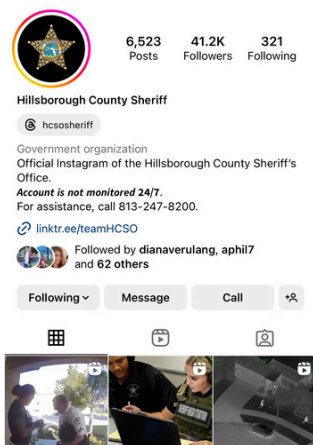 6,523 41.2K 321
Posts Followers Following
Hillsborough County Sheriff
hcsosheriff
Government organization
Official Instagram of the Hillsborough County Sheriff's
Office.
Account is not monitored 24/7.
For assistance, call 813-247-8200.
linktr.ee/teamHCSO
Followed by dianaverulang, aphil7
and 62 others
Following Message Call